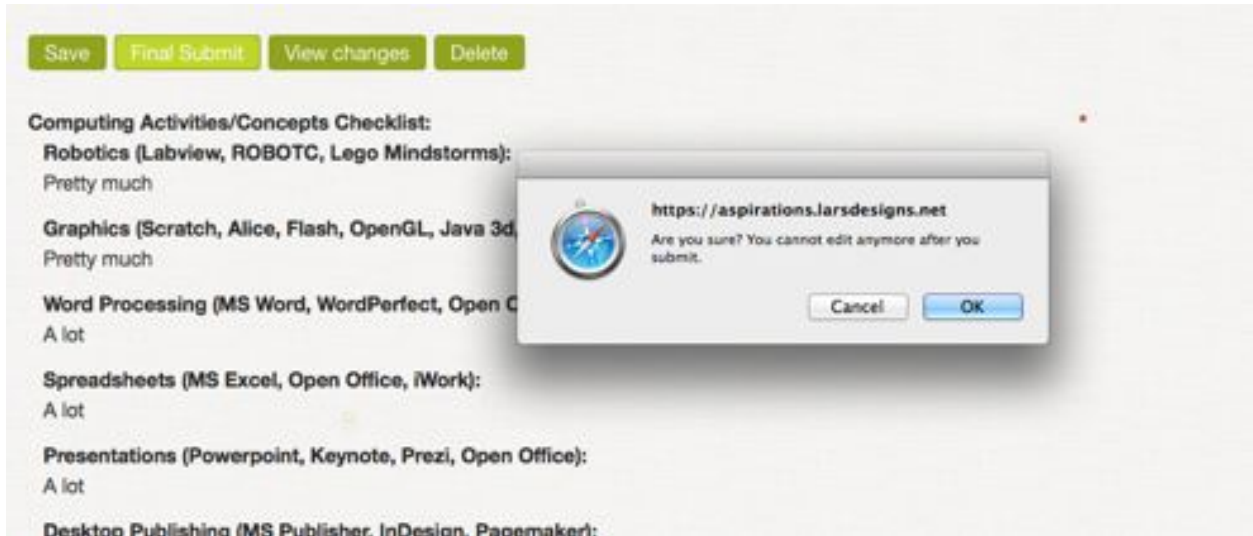 Save Final Submit View changes Delete
Computing Activities/Concepts Checklist:
Robotics (Labview, ROBOTC, Lego Mindstorms):
Pretty much
Graphics (Scratch, Alice, Flash, OpenGL, Java 3d,
Pretty much
Word Processing (MS Word, WordPerfect, Open
A lot
Spreadsheets (MS Excel, Open Office, iWork):
A lot
Presentations (Powerpoint, Keynote, Prezi, Open Office):
A lot
Desktop Publishing (MS Publisher, InDesign, Pagemaker):
https://aspirations.larsdesigns.net
Are you sure? You cannot edit anymore after you
submit.
Cancel OK